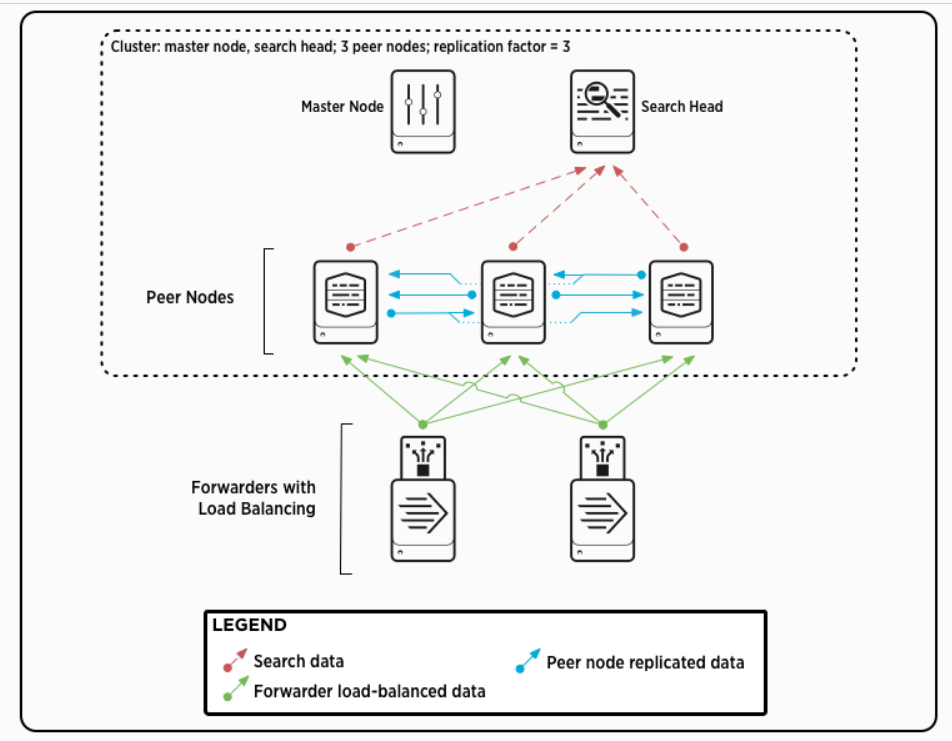 Cluster: master node, search head; 3 peer nodes; replication factor = 3
Master Node
Search Head
Peer Nodes
Forwarders with
Load Balancing
LEGEND
Search data
Peer node replicated data
Forwarder load-balanced data